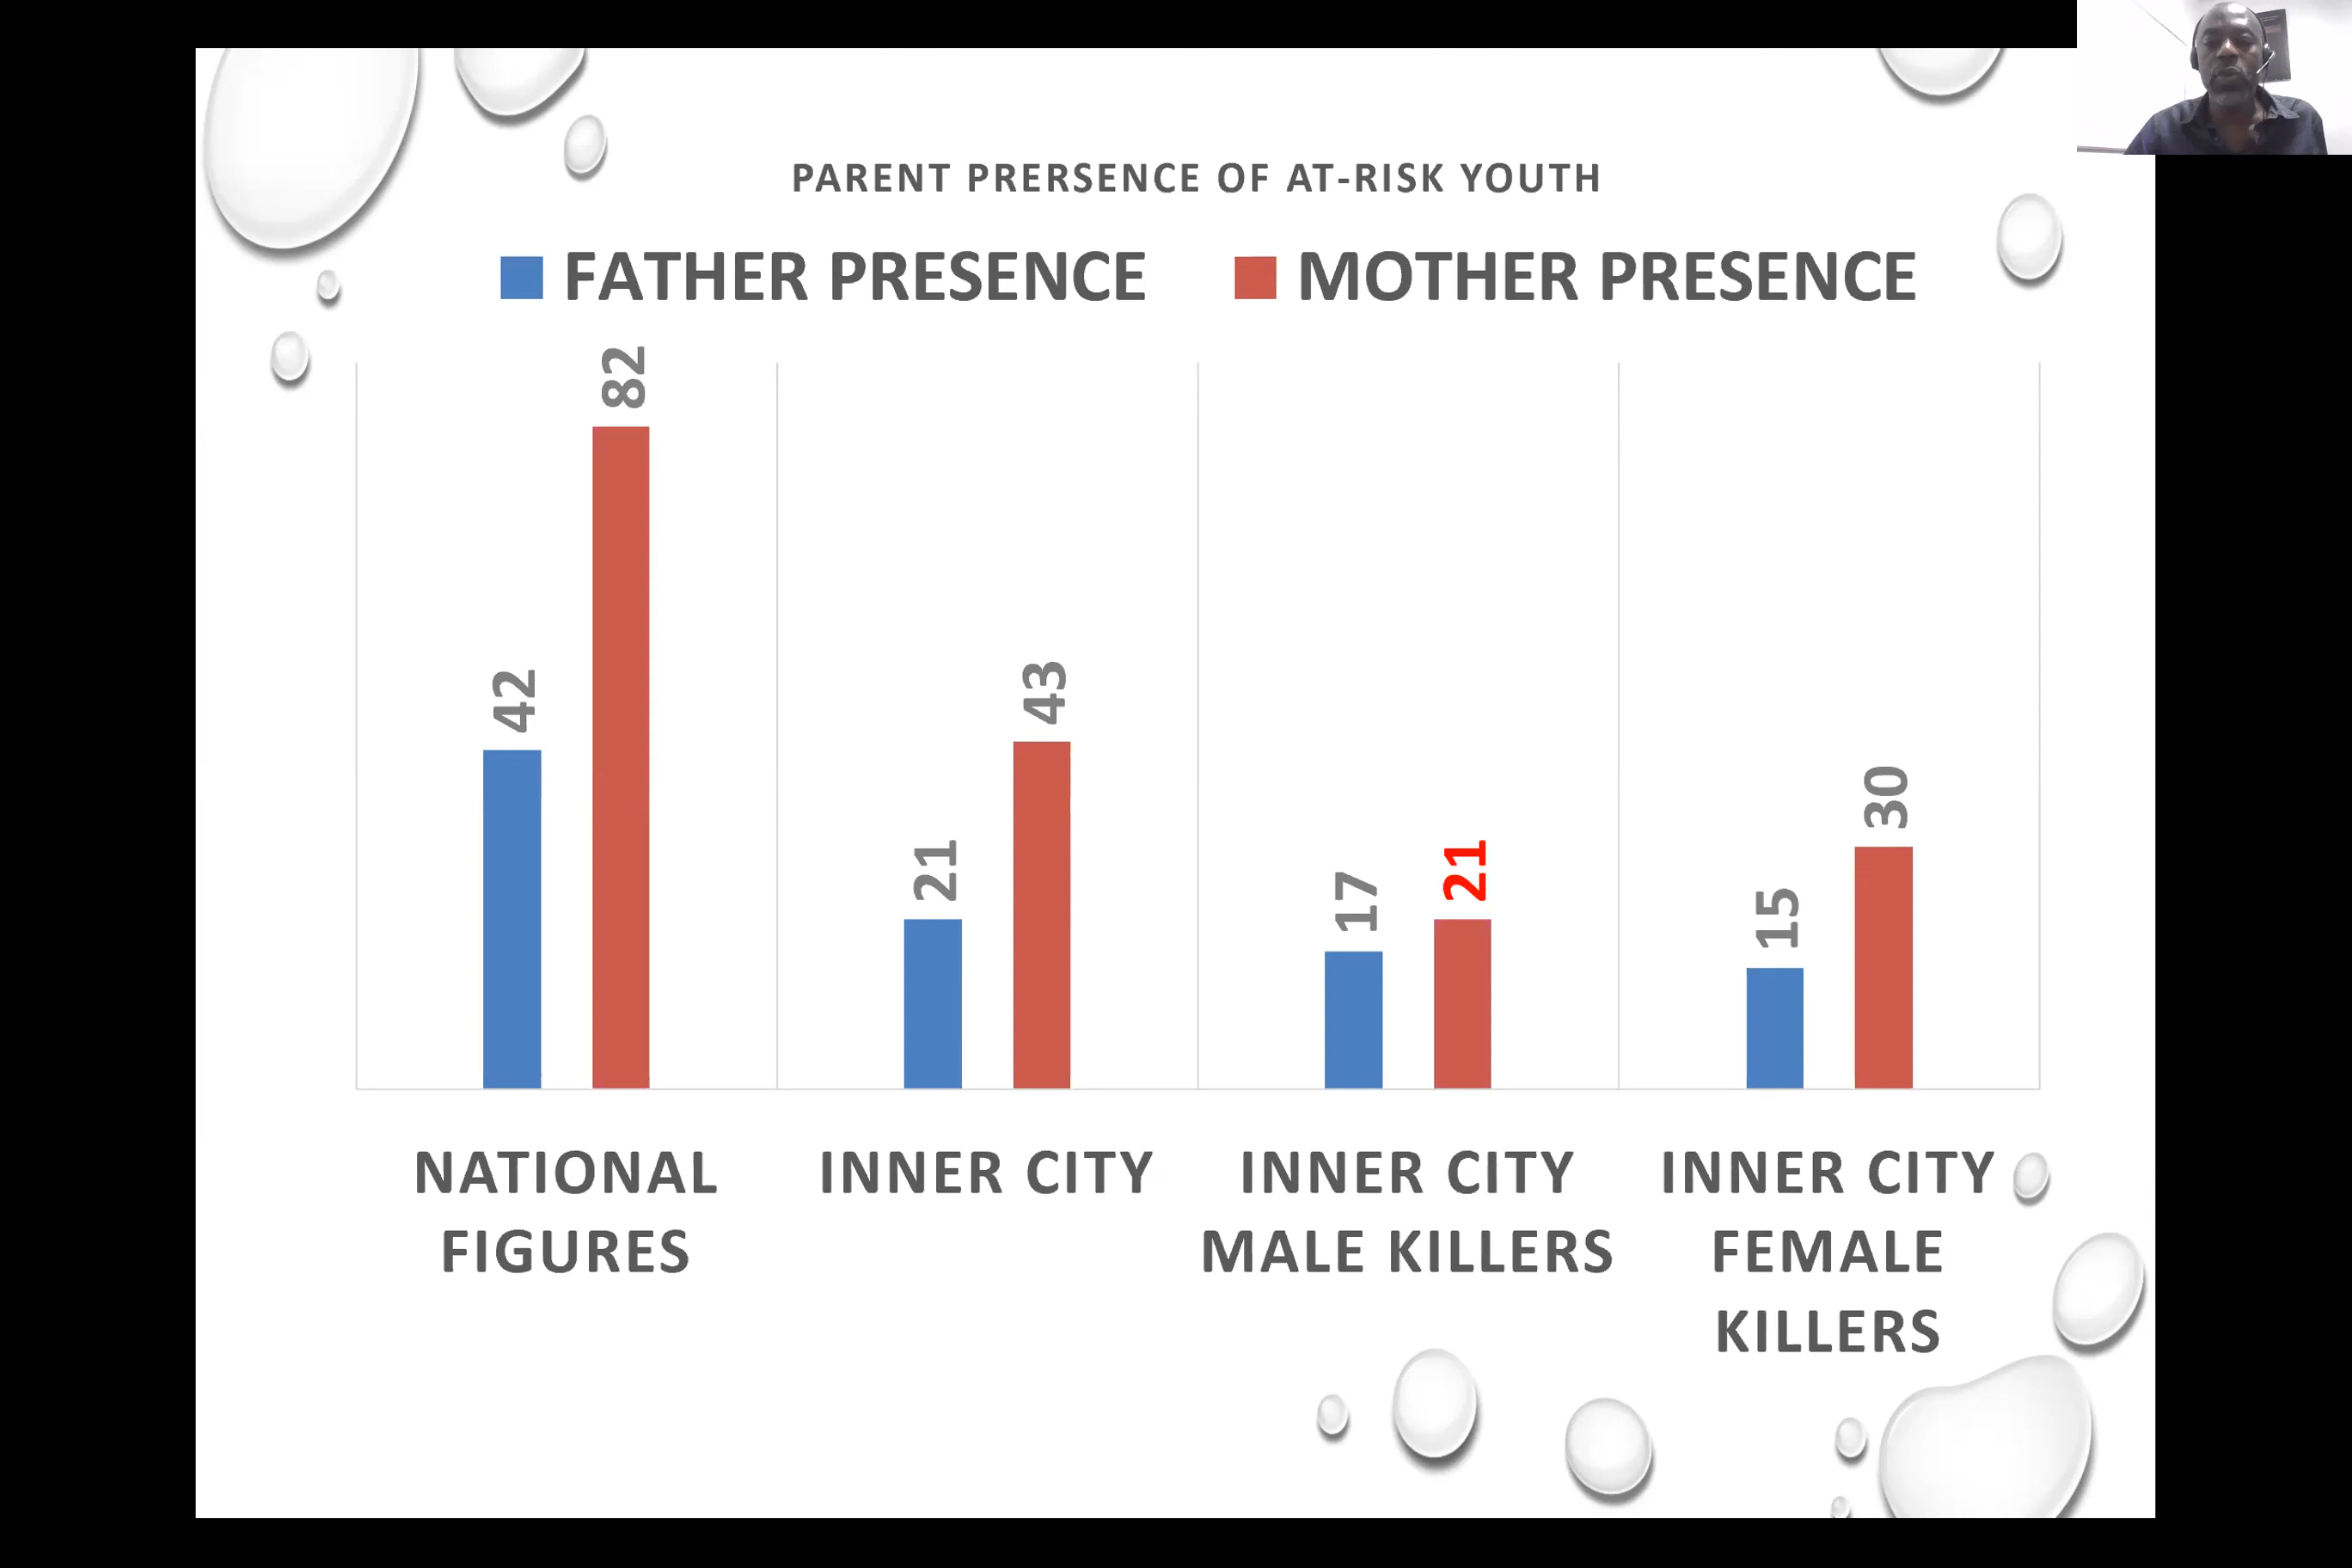 PARENT PRERSENCE OF AT-RISK YOUTH
FATHER PRESENCE MOTHER PRESENCE
42
82
21
43
17
21
15
30
NATIONAL
FIGURES
INNER CITY
INNER CITY
MALE KILLERS
INNER CITY
FEMALE
KILLERS